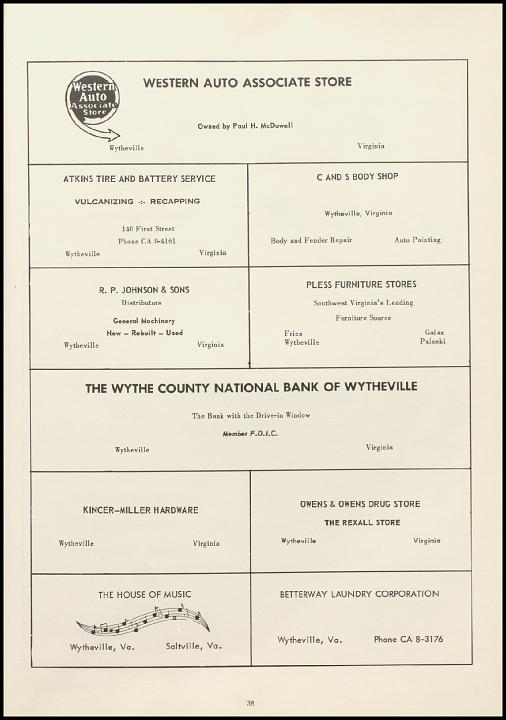 Western
Auto
Associate
Store
WESTERN AUTO ASSOCIATE STORE
Owned by Paul H. McDowell
Wytheville Virginia
ATKINS TIRE AND BATTERY SERVICE
VULCANIZING -:- RECAPPING
140 First Street
Phone CA 8-4161
Wytheville Virginia
C AND S BODY SHOP
Wytheville, Virginia
Body and Fender Repair Auto Painting
R. P. JOHNSON & SONS
Distributors
General Machinery
New – Rebuilt – Used
Wytheville Virginia
PLESS FURNITURE STORES
Southwest Virginia's Leading
Furniture Source
Fries Galax
Wytheville Pulaski
THE WYTHE COUNTY NATIONAL BANK OF WYTHEVILLE
The Bank with the Drive-in Window
Member F.D.I.C.
Wytheville Virginia
KINCER–MILLER HARDWARE
Wytheville Virginia
OWENS & OWENS DRUG STORE
THE REXALL STORE
Wytheville Virginia
THE HOUSE OF MUSIC
Wytheville, Va. Saltville, Va.
BETTERWAY LAUNDRY CORPORATION
Wytheville, Va. Phone CA 8-3176
38